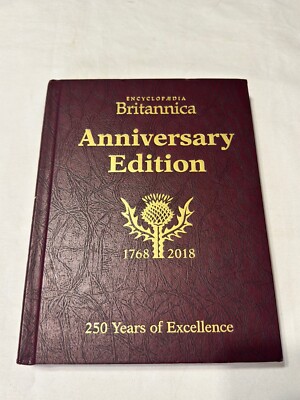 ENCYCLOPÆDIA
Britannica
Anniversary
Edition
1768 2018
250 Years of Excellence